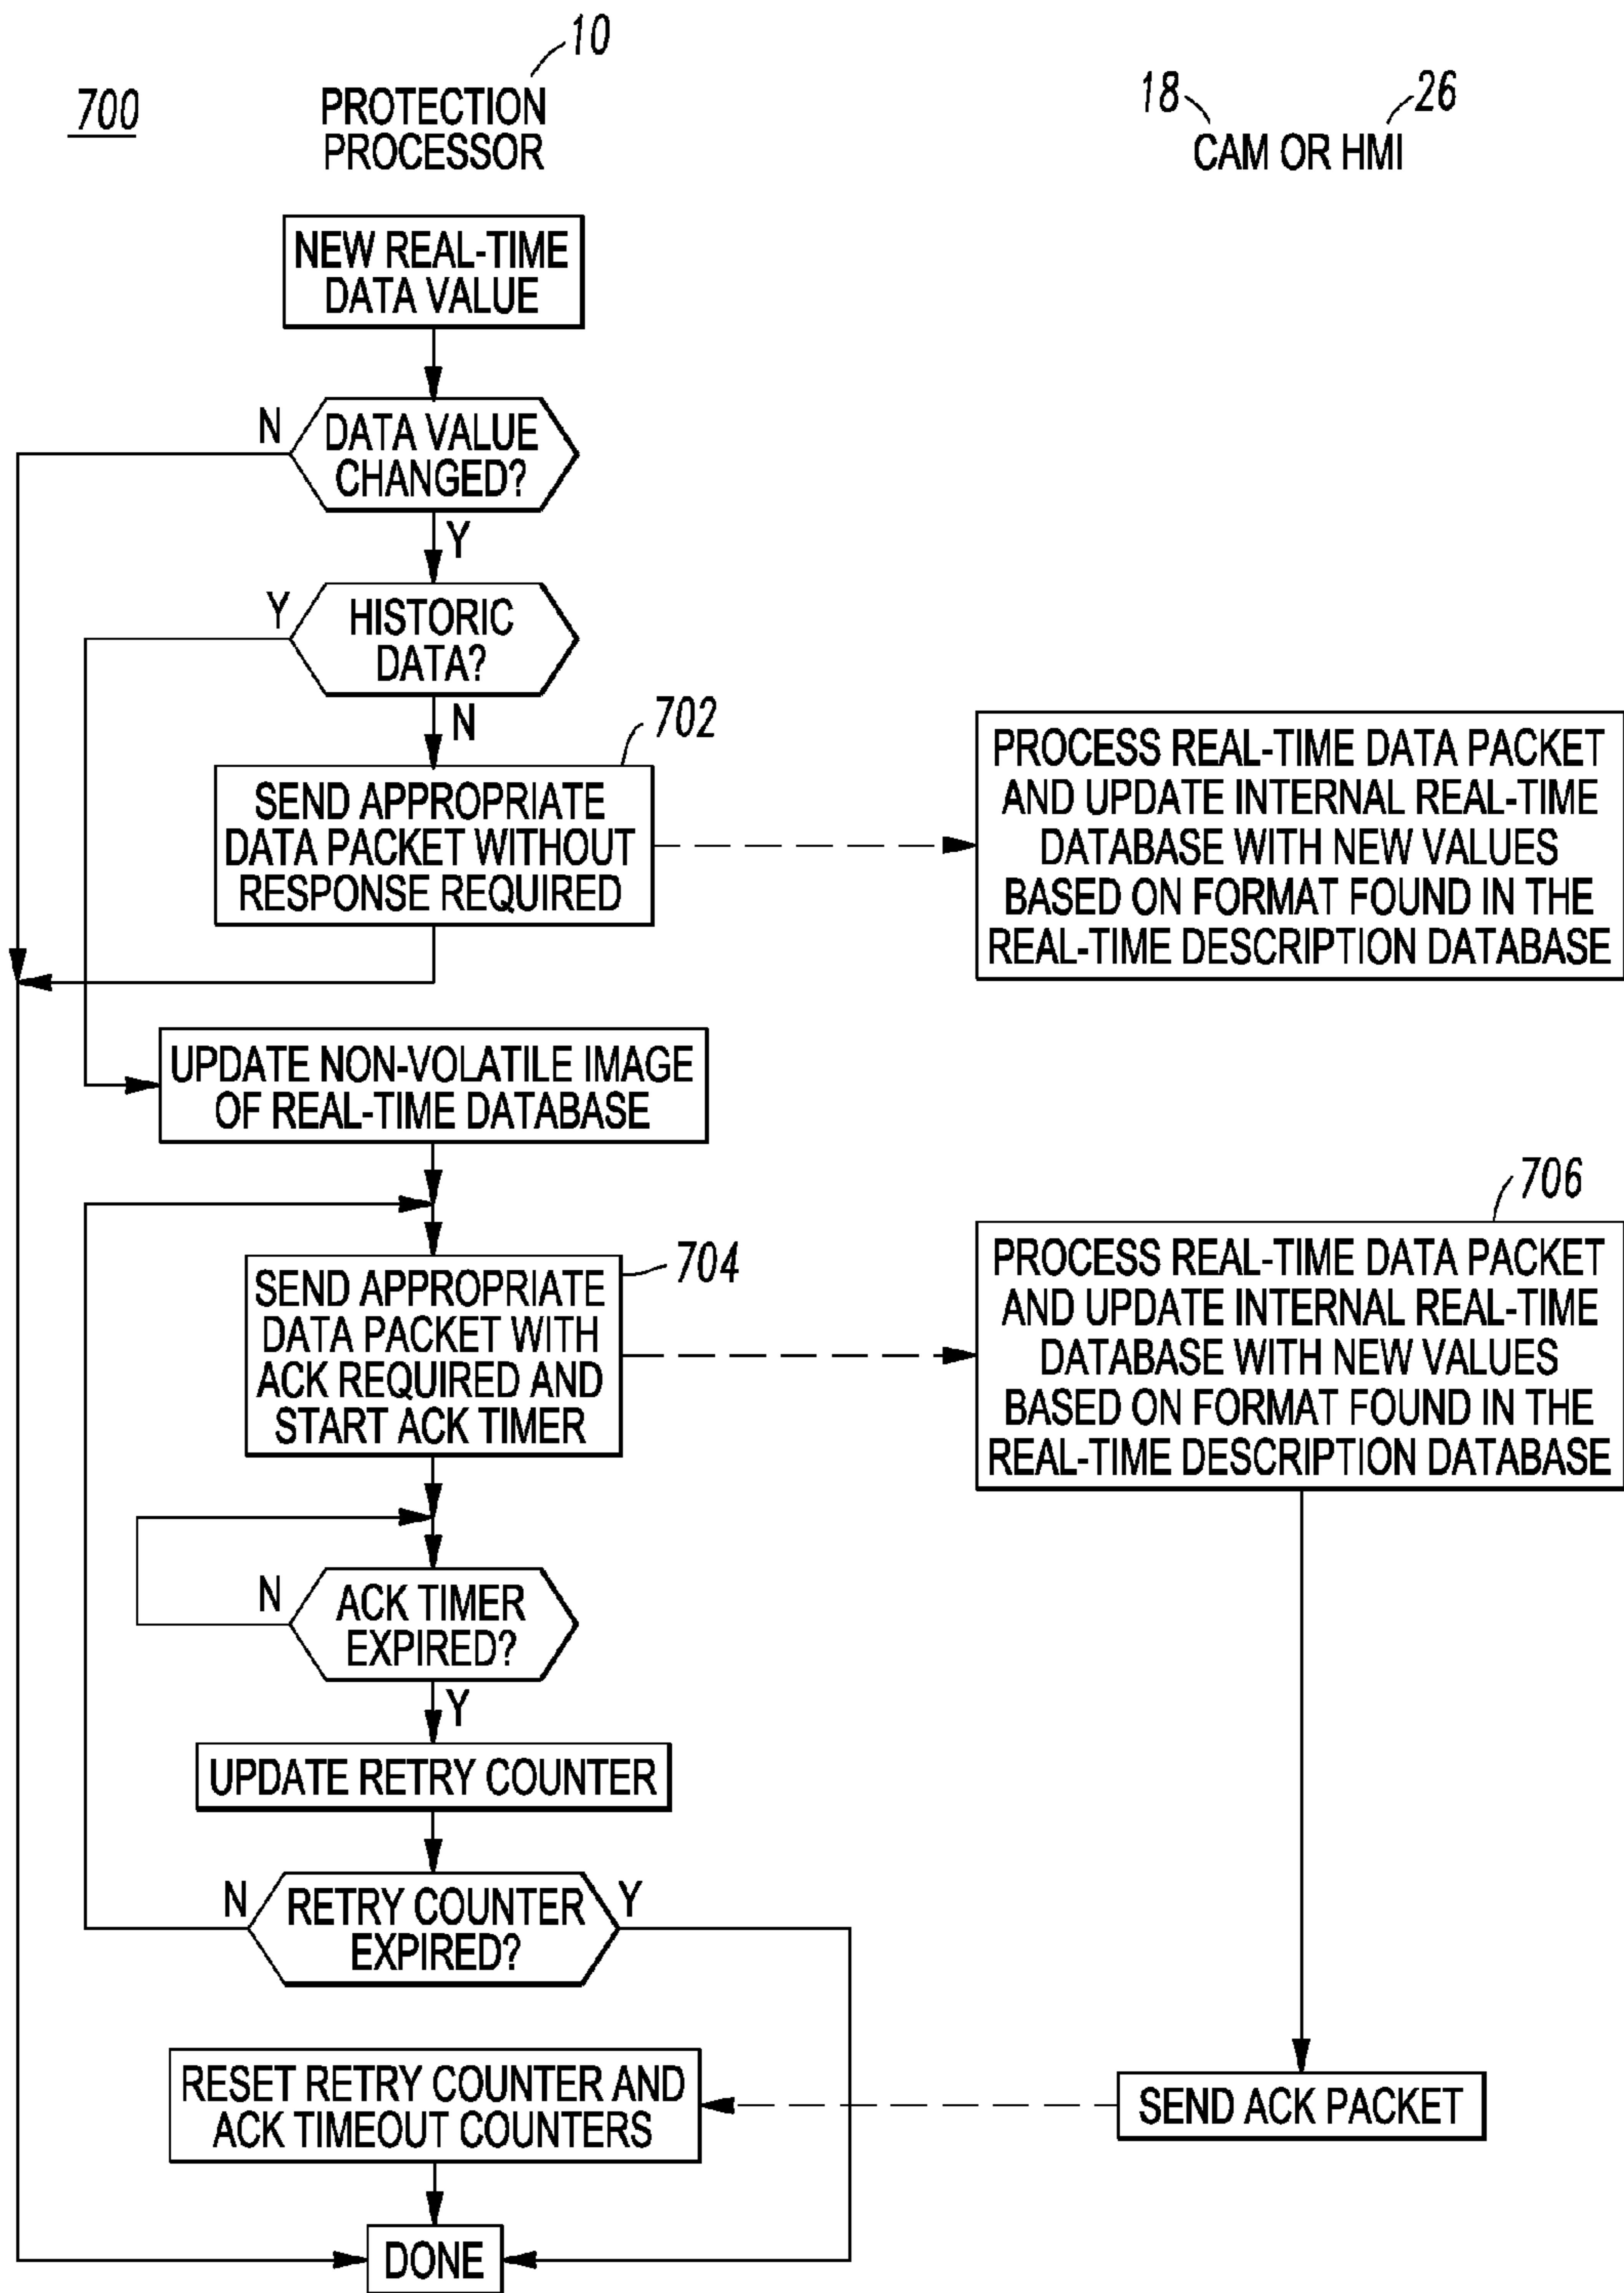 700
10
PROTECTION
PROCESSOR
18
26
CAM OR HMI
NEW REAL-TIME
DATA VALUE
N
DATA VALUE
CHANGED?
Y
Y
HISTORIC
DATA?
N
702
SEND APPROPRIATE
DATA PACKET WITHOUT
RESPONSE REQUIRED
PROCESS REAL-TIME DATA PACKET
AND UPDATE INTERNAL REAL-TIME
DATABASE WITH NEW VALUES
BASED ON FORMAT FOUND IN THE
REAL-TIME DESCRIPTION DATABASE
UPDATE NON-VOLATILE IMAGE
OF REAL-TIME DATABASE
704
SEND APPROPRIATE
DATA PACKET WITH
ACK REQUIRED AND
START ACK TIMER
706
PROCESS REAL-TIME DATA PACKET
AND UPDATE INTERNAL REAL-TIME
DATABASE WITH NEW VALUES
BASED ON FORMAT FOUND IN THE
REAL-TIME DESCRIPTION DATABASE
N
ACK TIMER
EXPIRED?
Y
UPDATE RETRY COUNTER
N
RETRY COUNTER
EXPIRED?
Y
RESET RETRY COUNTER AND
ACK TIMEOUT COUNTERS
SEND ACK PACKET
DONE